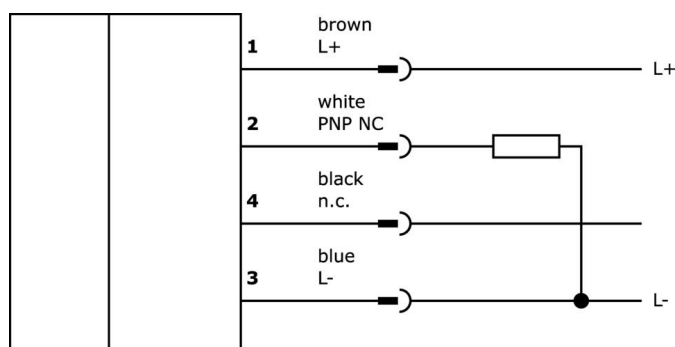 brown
1 L+
L+
white
2 PNP NC
black
4 n.c.
blue
3 L-
L-